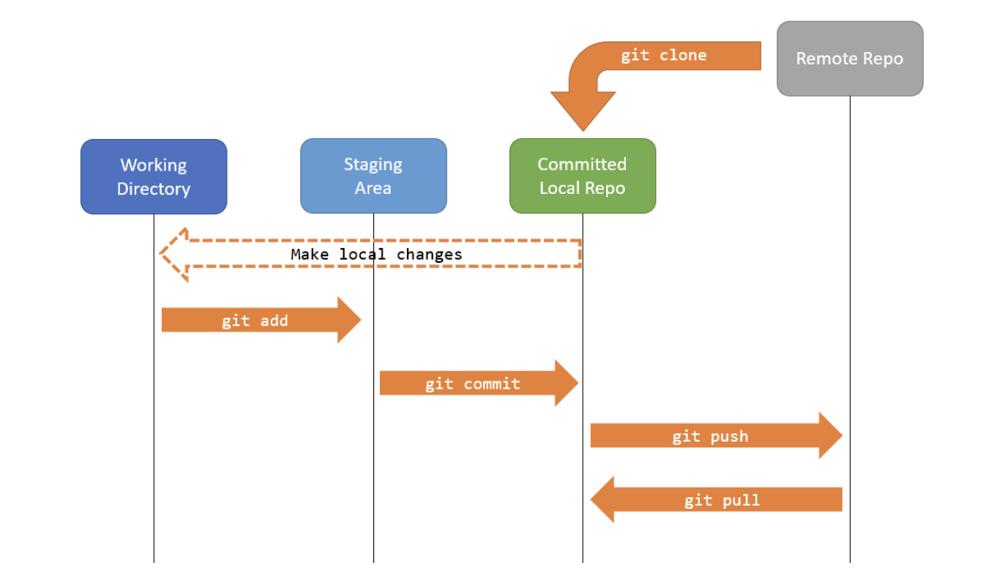 git clone
Remote Repo
Working
Directory
Staging
Area
Committed
Local Repo
Make local changes
git add
git commit
git push
git pull